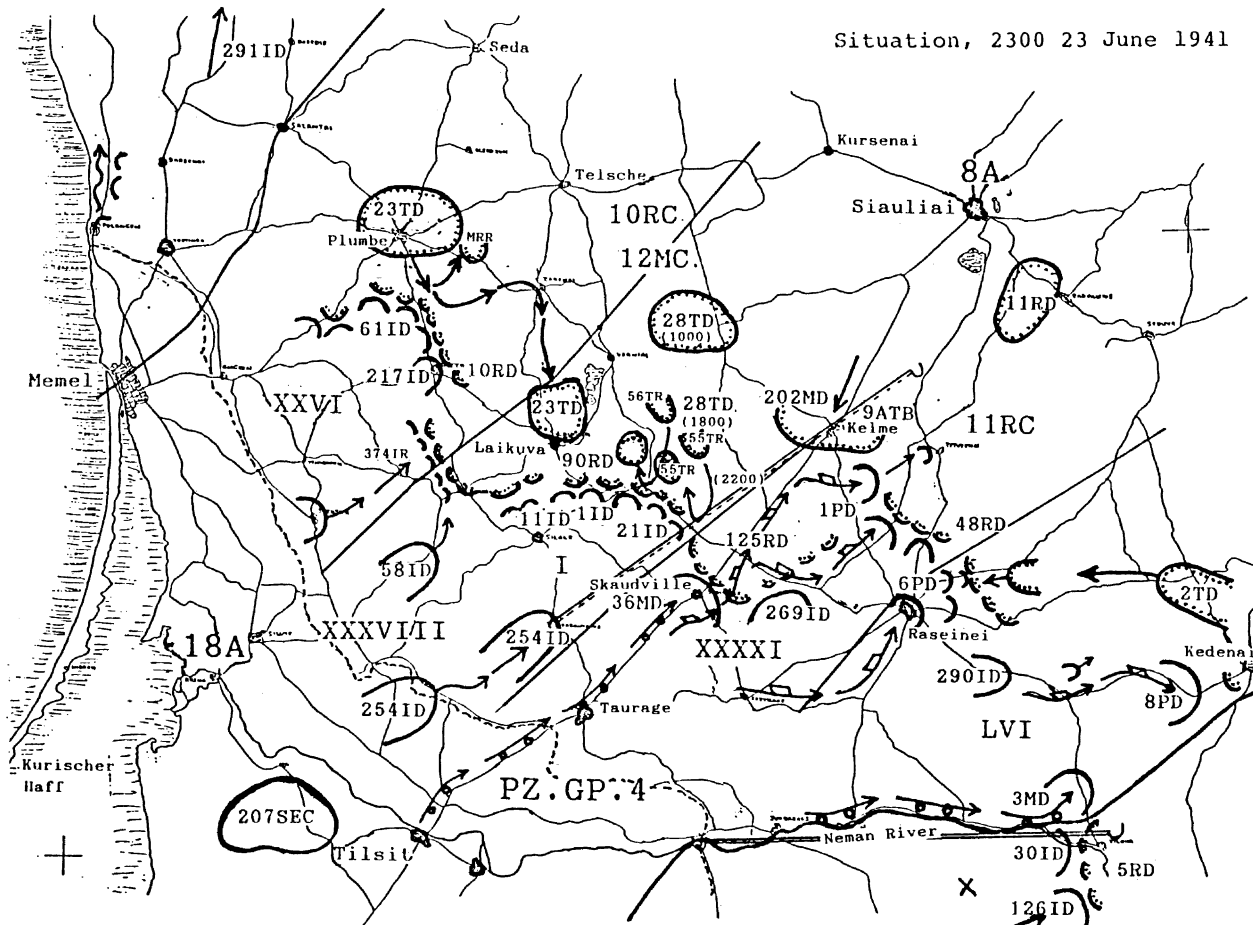 Situation, 2300 23 June 1941
291ID
Seda
Kursenai
Telsche
8A
Siauliai
10RC
23TD
Plumbe
MRR
12MC.
11RD
28TD
(1000)
61ID
217ID
10RD
Memel
XXVI
23TD
56TR
28TD
(1800)
55TR
202MD
9ATB
Kelme
11RC
374IR
Laikuva
90RD
55TR
(2200)
11ID
1ID
21ID
1PD
48RD
125RD
58ID
I
Skaudville
36MD
269ID
6PD
2TD
XXXVIII
254ID
XXXXI
Raseinei
18A
Kedenai
290ID
8PD
254ID
Taurage
LVI
Kurischer
Haff
PZ.GP.4
3MD
207SEC
Neman River
Tilsit
30ID
5RD
X
126ID